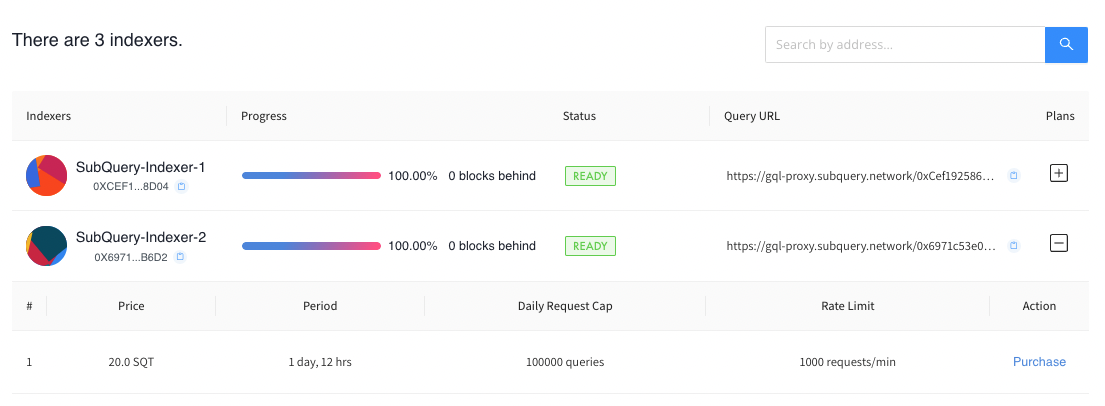 There are 3 indexers.
Search by address...
Indexers Progress Status Query URL Plans
SubQuery-Indexer-1
0XCEF1...8D04
100.00% 0 blocks behind READY https://gql-proxy.subquery.network/0xCef192586...
SubQuery-Indexer-2
0X6971...B6D2
100.00% 0 blocks behind READY https://gql-proxy.subquery.network/0x6971c53e0...
# Price Period Daily Request Cap Rate Limit Action
1 20.0 SQT 1 day, 12 hrs 100000 queries 1000 requests/min Purchase